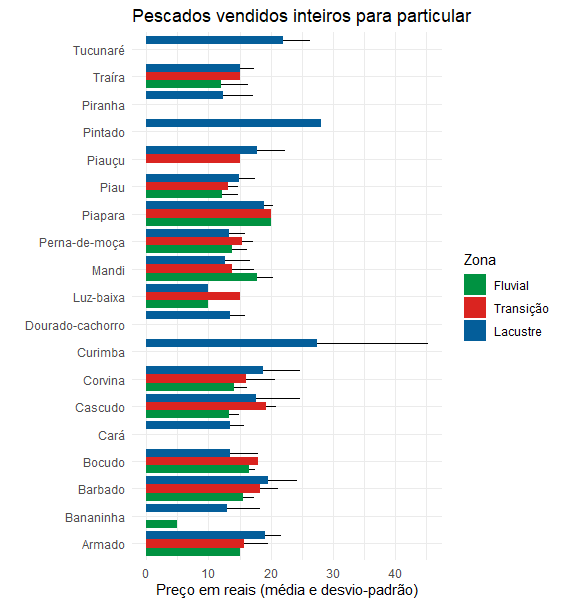 Pescados vendidos inteiros para particular
Tucunaré
Traíra
Piranha
Pintado
Piauçu
Piau
Piapara
Perna-de-moça
Mandi
Luz-baixa
Dourado-cachorro
Curimba
Corvina
Cascudo
Cará
Bocudo
Barbado
Bananinha
Armado
0 10 20 30 40
Preço em reais (média e desvio-padrão)
Zona
Fluvial
Transição
Lacustre